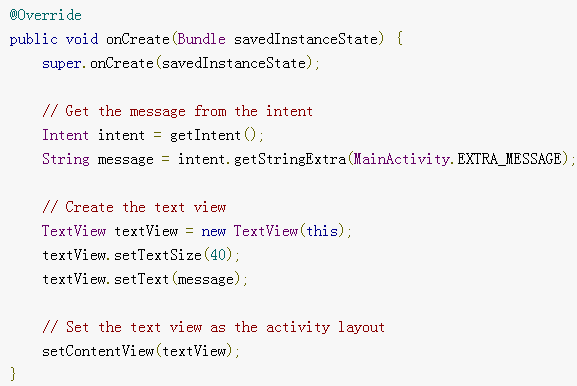 @Override
public void onCreate(Bundle savedInstanceState) {
    super.onCreate(savedInstanceState);

    // Get the message from the intent
    Intent intent = getIntent();
    String message = intent.getStringExtra(MainActivity.EXTRA_MESSAGE);

    // Create the text view
    TextView textView = new TextView(this);
    textView.setTextSize(40);
    textView.setText(message);

    // Set the text view as the activity layout
    setContentView(textView);
}